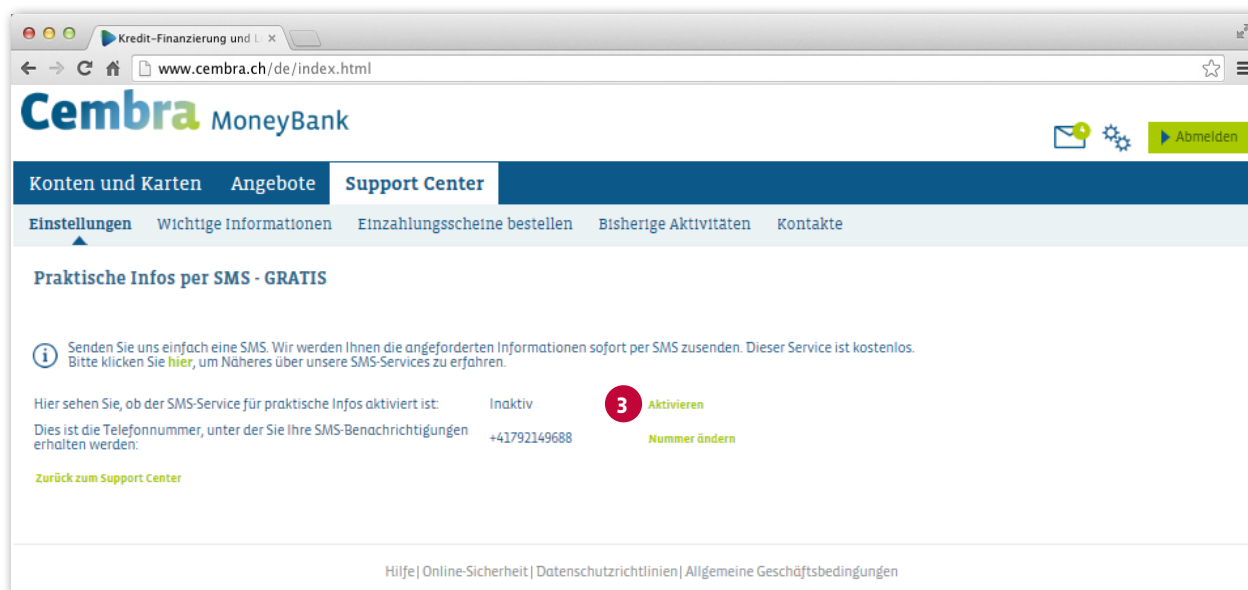 Kredit-Finanzierung und L
www.cembra.ch/de/index.html
Cembra MoneyBank
Abmelden
Konten und Karten Angebote Support Center
Einstellungen Wichtige Informationen Einzahlungsscheine bestellen Bisherige Aktivitäten Kontakte
Praktische Infos per SMS - GRATIS
Senden Sie uns einfach eine SMS. Wir werden Ihnen die angeforderten Informationen sofort per SMS zusenden. Dieser Service ist kostenlos.
Bitte klicken Sie hier, um Näheres über unsere SMS-Services zu erfahren.
Hier sehen Sie, ob der SMS-Service für praktische Infos aktiviert ist: Inaktiv 3 Aktivieren
Dies ist die Telefonnummer, unter der Sie Ihre SMS-Benachrichtigungen
erhalten werden: +41792149688 Nummer ändern
Zurück zum Support Center
Hilfe| Online-Sicherheit| Datenschutzrichtlinien| Allgemeine Geschäftsbedingungen